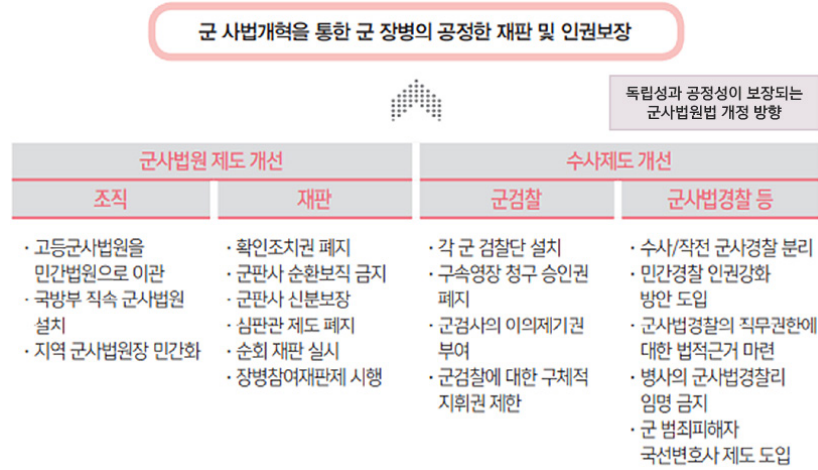 군 사법개혁을 통한 군 장병의 공정한 재판 및 인권보장
독립성과 공정성이 보장되는
군사법원법 개정 방향
군사법원 제도 개선
수사제도 개선
조직
재판
군검찰
군사법경찰 등
· 고등군사법원을
민간법원으로 이관
· 국방부 직속 군사법원
설치
· 지역 군사법원장 민간화
· 확인조치권 폐지
· 군판사 순환보직 금지
· 군판사 신분보장
· 심판관 제도 폐지
· 순회 재판 실시
· 장병참여재판제 시행
· 각 군 검찰단 설치
· 구속영장 청구 승인권
폐지
· 군검사의 이의제기권
부여
· 군검찰에 대한 구체적
지휘권 제한
· 수사/작전 군사경찰 분리
· 민간경찰 인권강화
방안 도입
· 군사법경찰의 직무권한에
대한 법적근거 마련
· 병사의 군사법경찰리
임명 금지
· 군 범죄피해자
국선변호사 제도 도입